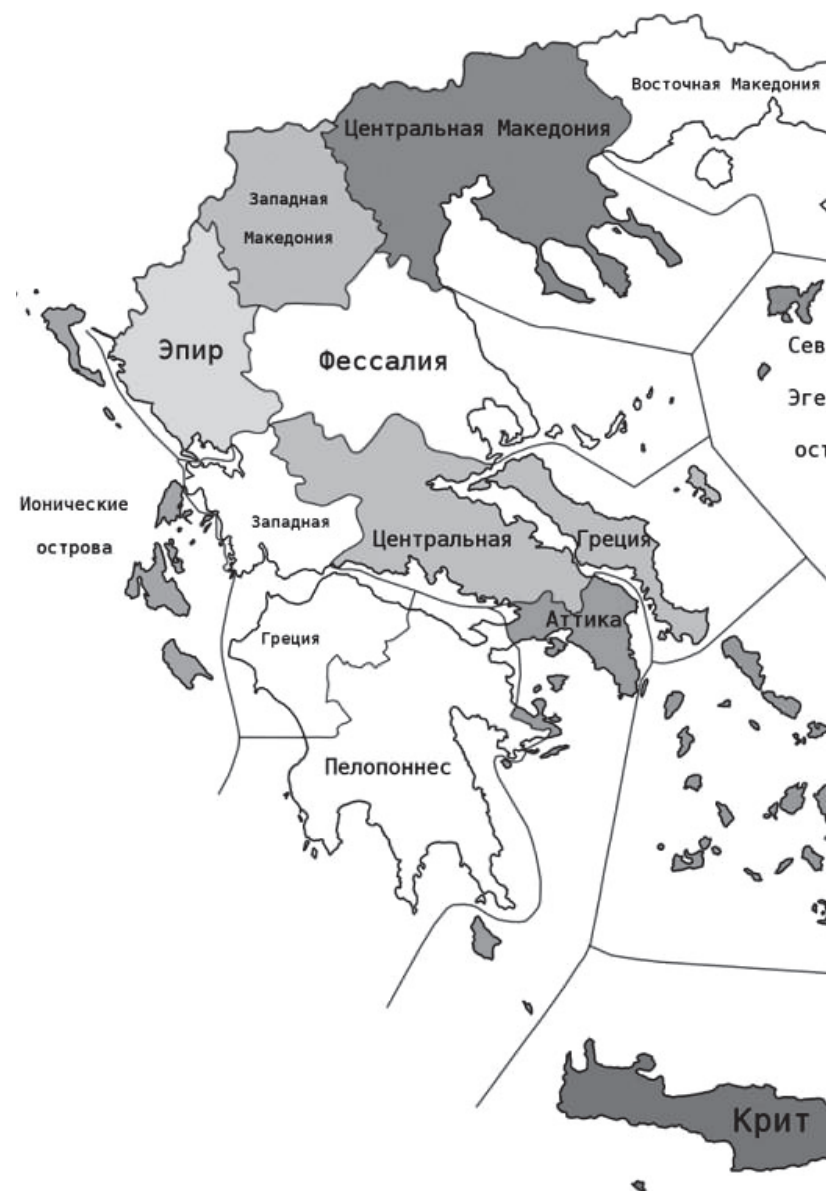 Восточная Македония
Центральная Македония
Западная
Македония
Эпир
Фессалия
Сев
Эге
ост
Ионические
острова
Западная
Центральная
Греция
Аттика
Греция
Пелопоннес
Крит